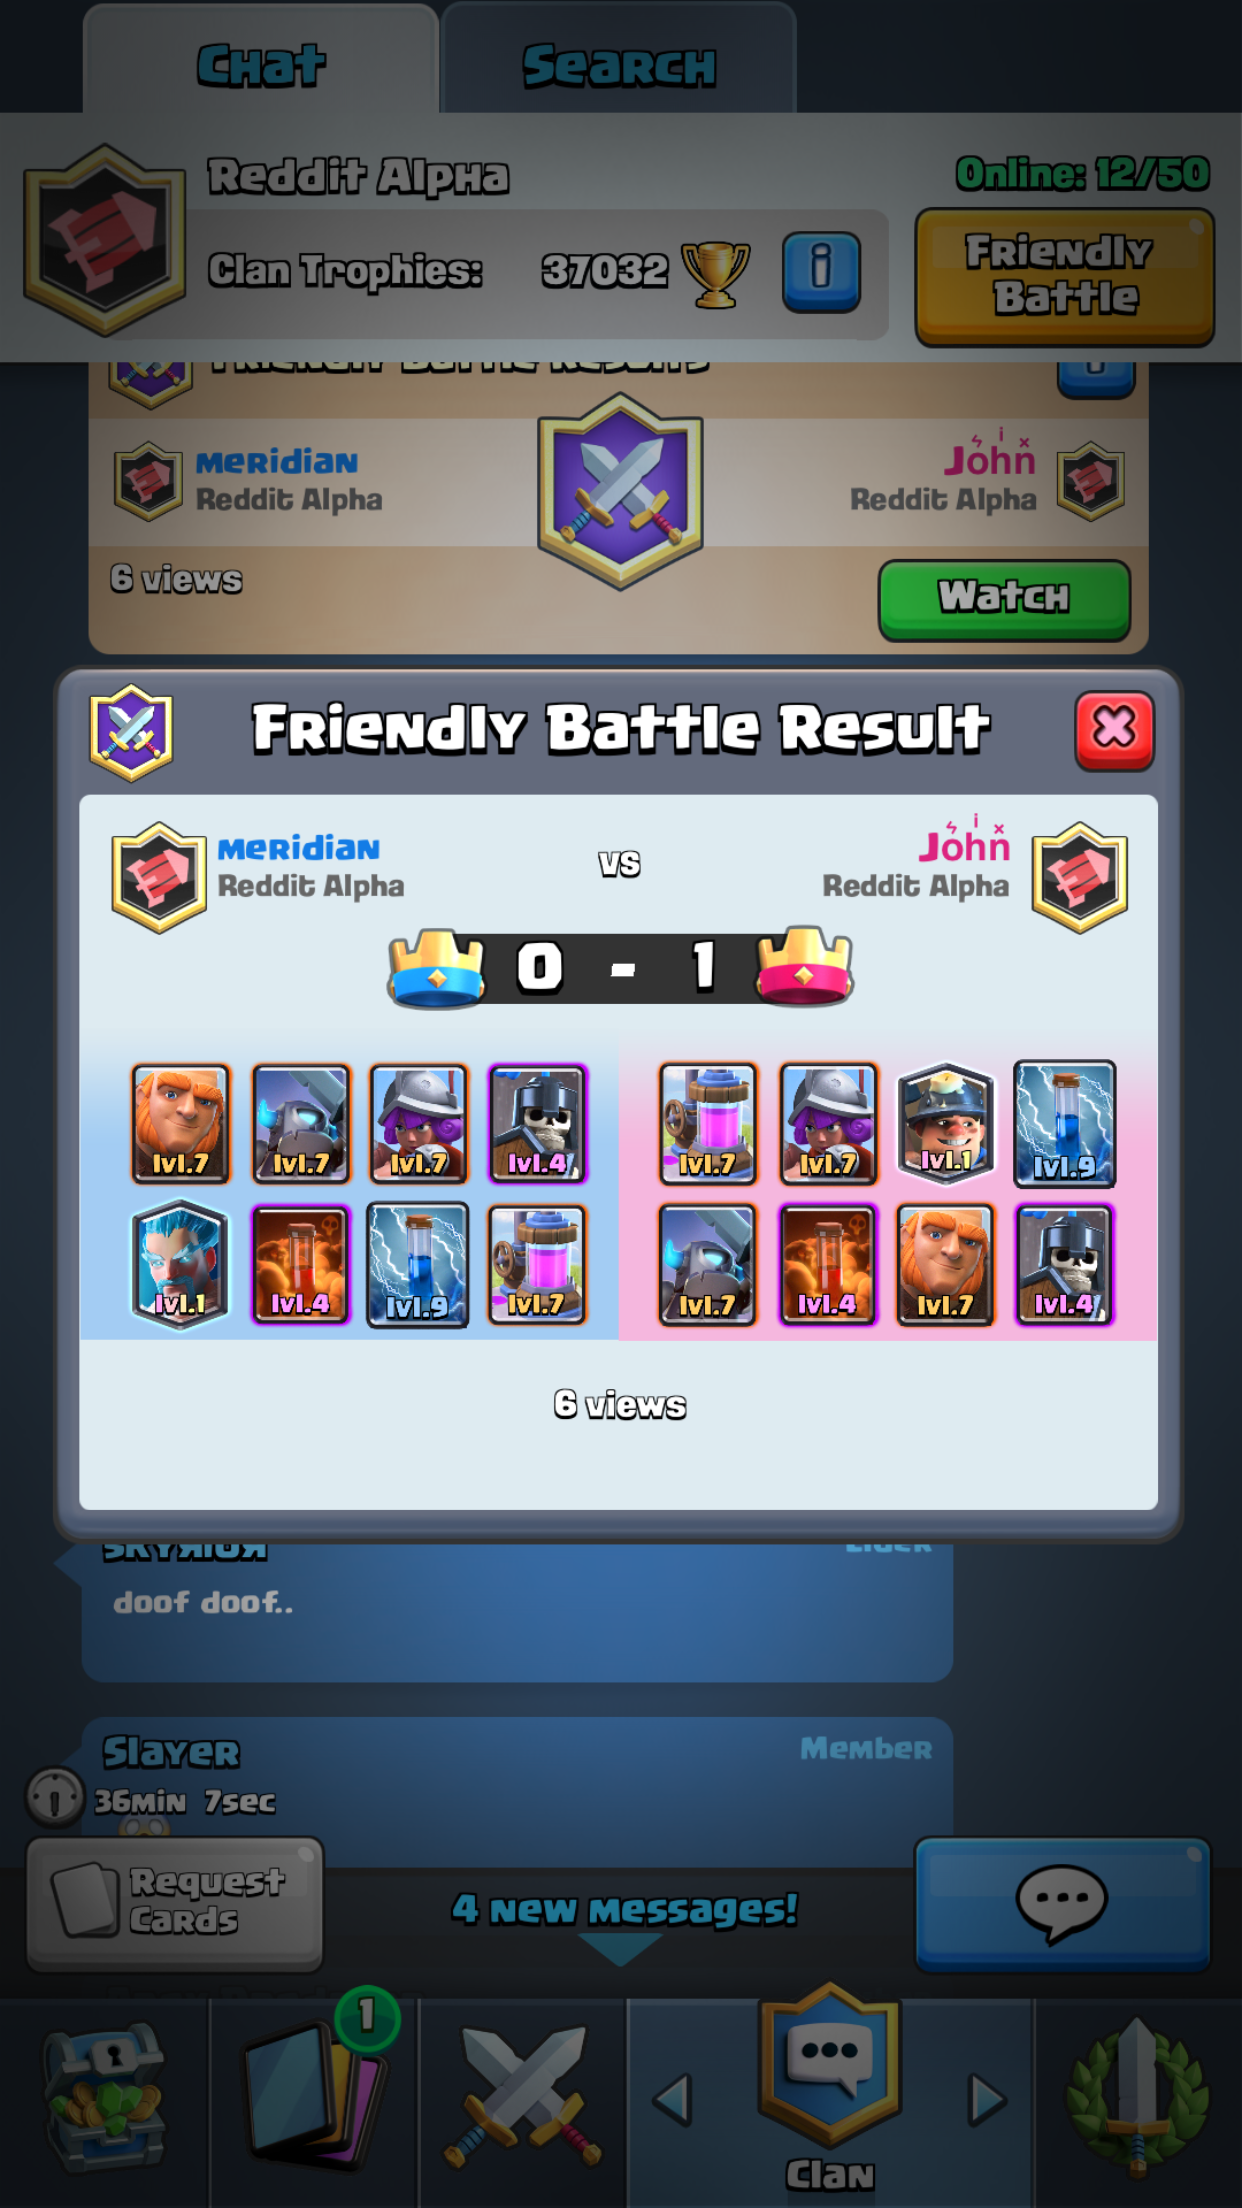 Chat
Search
Reddit Alpha
Online: 12/50
Clan Trophies: 37032
i
Friendly
Battle
Friendly Battle Results
i
Meridian
Reddit Alpha
Reddit Alpha
6 views
Watch
Friendly Battle Result
Meridian
Reddit Alpha
vs
Reddit Alpha
0 - 1
lvl.7 lvl.7 lvl.7 lvl.4
lvl.7 lvl.7 lvl.1 lvl.9
lvl.1 lvl.4 lvl.9 lvl.7
lvl.7 lvl.4 lvl.7 lvl.4
6 views
doof doof..
Slayer
Member
36min 7sec
Request
Cards
4 new messages!
1
Clan